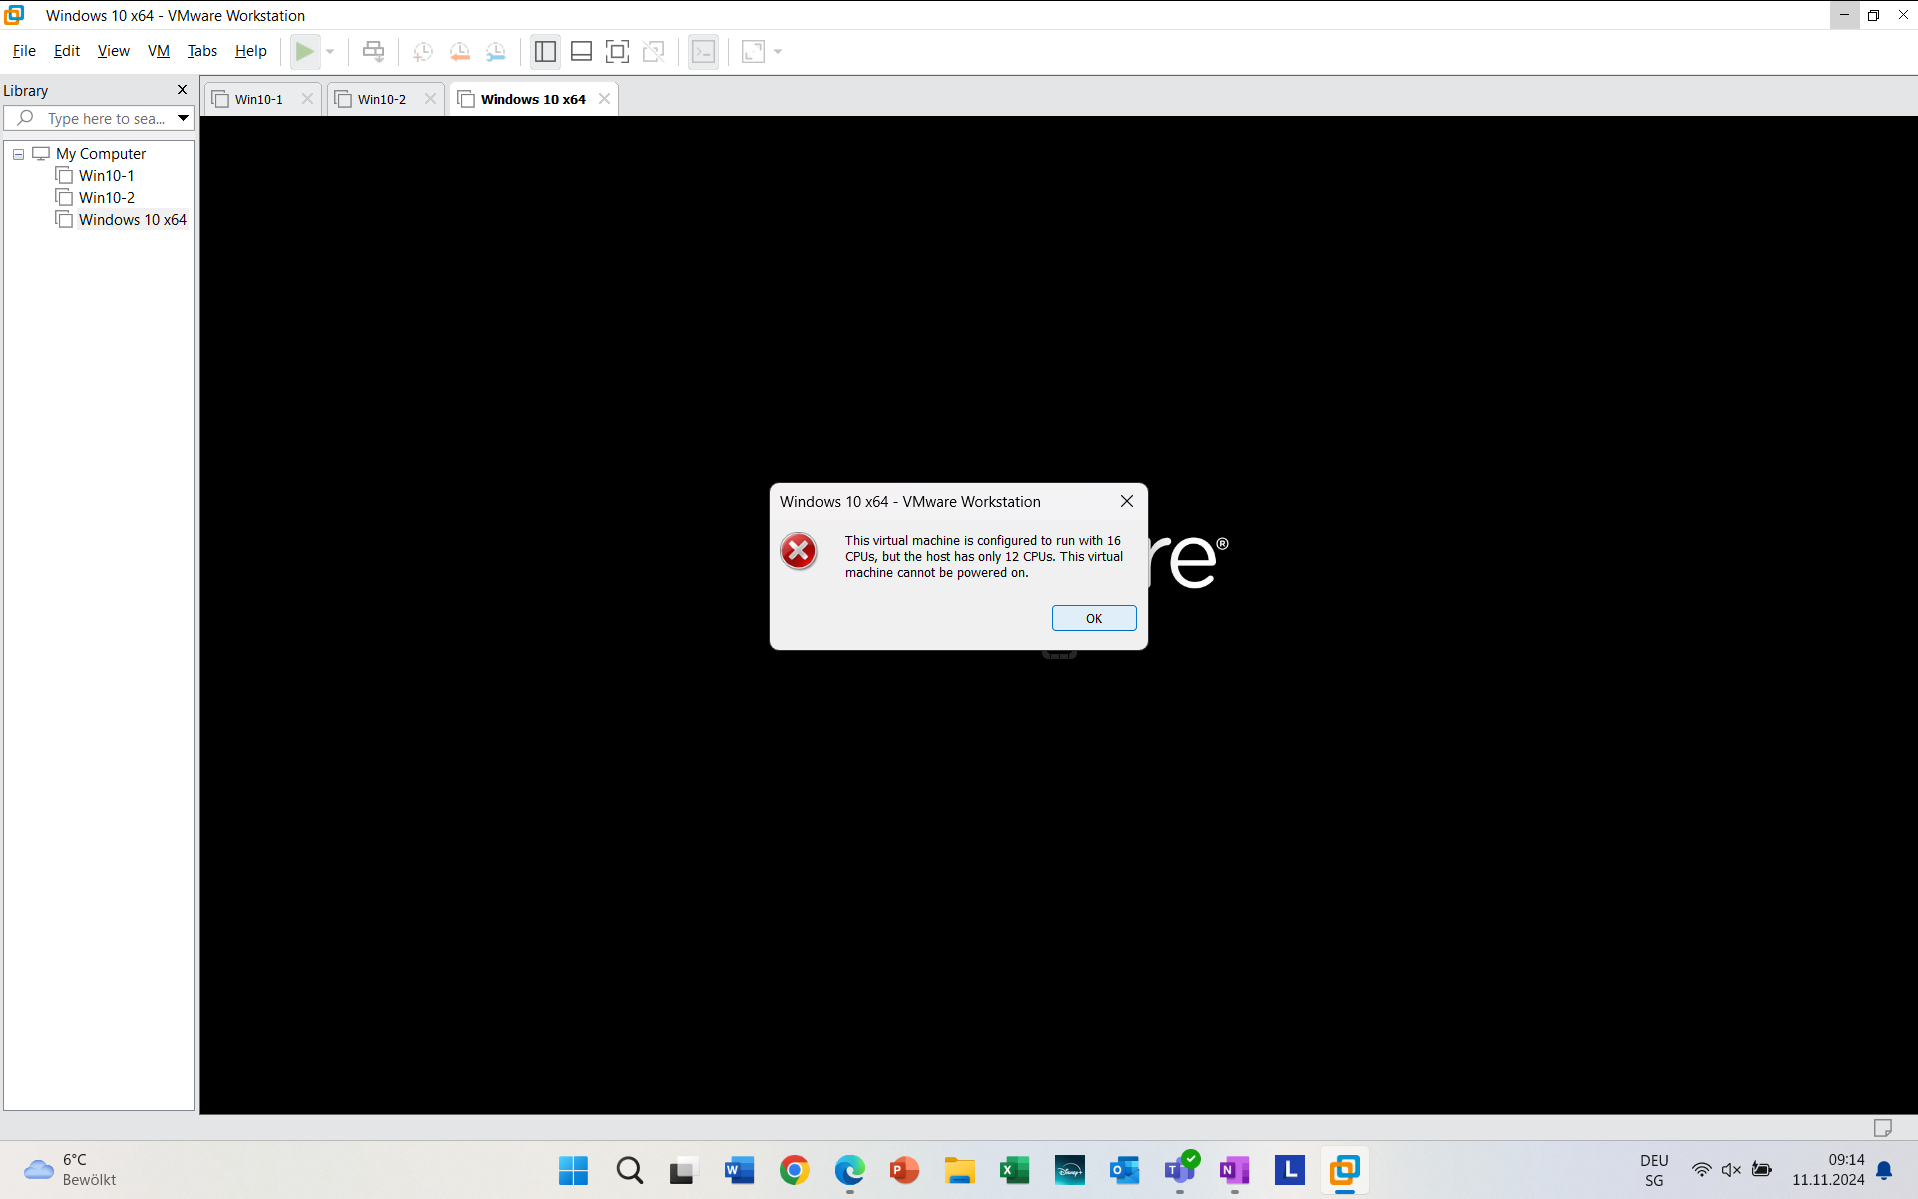 Windows 10 x64 - VMware Workstation
File Edit View VM Tabs Help
Library
Win10-1
Win10-2
Windows 10 x64
Type here to sea...
My Computer
Win10-1
Win10-2
Windows 10 x64
Windows 10 x64 - VMware Workstation
This virtual machine is configured to run with 16
CPUs, but the host has only 12 CPUs. This virtual
machine cannot be powered on.
OK
re®
6°C
Bewölkt
W
P
X
Disney+
O
T
N
L
DEU
SG
09:14
11.11.2024